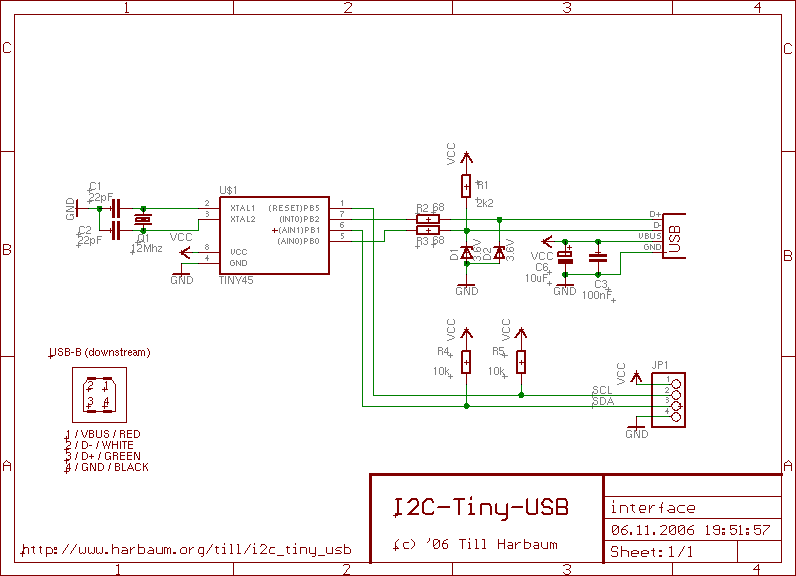 1 2 3 4
C C
VCC
C1
22pF
GND
C2
22pF
Q1
12Mhz
VCC
GND
U$1
2 XTAL1 (RESET)PB5 1
3 XTAL2 (INT0)PB2 7
(AIN1)PB1 6
(AIN0)PB0 5
8 VCC
4 GND
TINY45
R1
2k2
R2 68
R3 68
D1 3.6V
D2 3.6V
GND
D+
D-
VBUS
GND
USB
VCC
C6
10uF
GND
C3
100nF
B B
USB-B (downstream)
2 1
3 4
1 / VBUS / RED
2 / D- / WHITE
3 / D+ / GREEN
4 / GND / BLACK
VCC
R4
10k
VCC
R5
10k
SCL
SDA
VCC
JP1
1
2
3
4
GND
A A
I2C-Tiny-USB
(c) '06 Till Harbaum
interface
06.11.2006 19:51:57
Sheet: 1/1
http://www.harbaum.org/till/i2c_tiny_usb
1 2 3 4